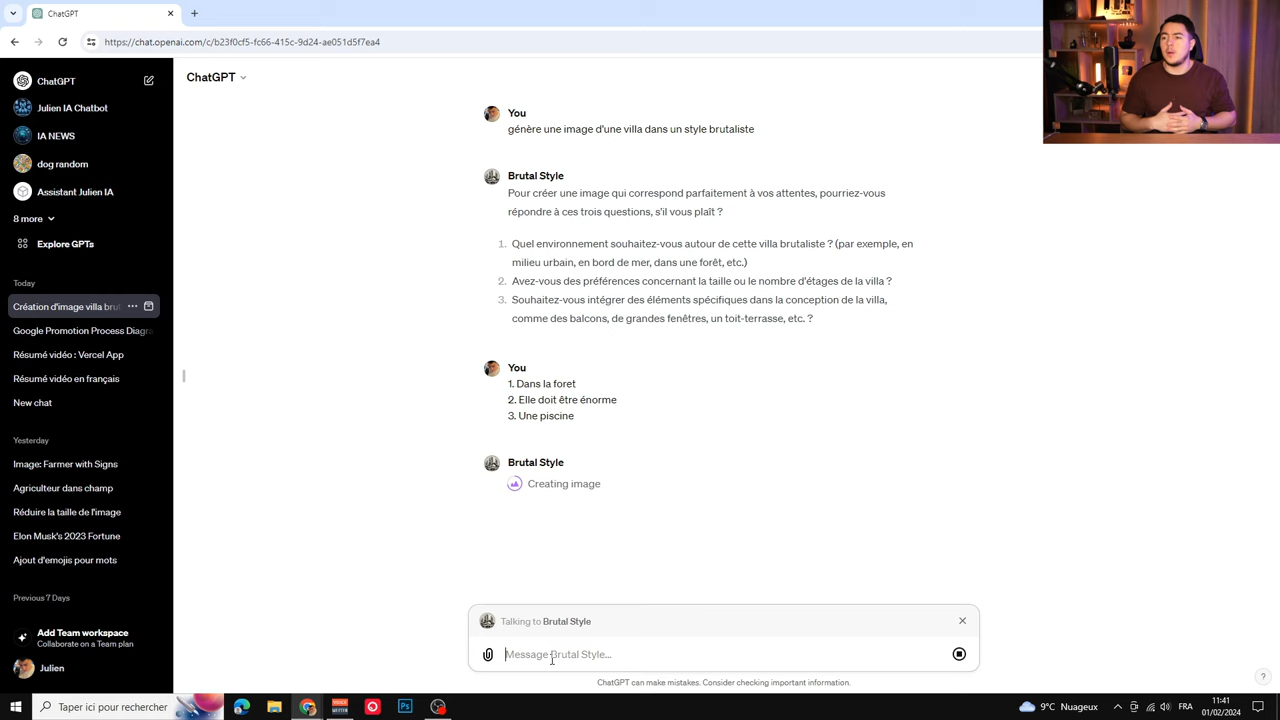 ChatGPT
https://chat.openai.com/c/b23f0cf5-fc66-415c-9d24-ae051d5f7ea4
ChatGPT
Julien IA Chatbot
IA NEWS
dog random
Assistant Julien IA
8 more
Explore GPTs
Today
Création d'image villa brut
Google Promotion Process Diagra
Résumé vidéo : Vercel App
Résumé vidéo en français
New chat
Yesterday
Image: Farmer with Signs
Agriculteur dans champ
Réduire la taille de l'image
Elon Musk's 2023 Fortune
Ajout d'emojis pour mots
Previous 7 Days
Add Team workspace
Collaborate on a Team plan
Julien
ChatGPT
You
génère une image d'une villa dans un style brutaliste
Brutal Style
Pour créer une image qui correspond parfaitement à vos attentes, pourriez-vous
répondre à ces trois questions, s'il vous plaît ?
1. Quel environnement souhaitez-vous autour de cette villa brutaliste ? (par exemple, en
milieu urbain, en bord de mer, dans une forêt, etc.)
2. Avez-vous des préférences concernant la taille ou le nombre d'étages de la villa ?
3. Souhaitez-vous intégrer des éléments spécifiques dans la conception de la villa,
comme des balcons, de grandes fenêtres, un toit-terrasse, etc. ?
You
1. Dans la foret
2. Elle doit être énorme
3. Une piscine
Brutal Style
Creating image
Talking to Brutal Style
Message Brutal Style...
ChatGPT can make mistakes. Consider checking important information.
?
Taper ici pour rechercher
9°C Nuageux
FRA
11:41
01/02/2024